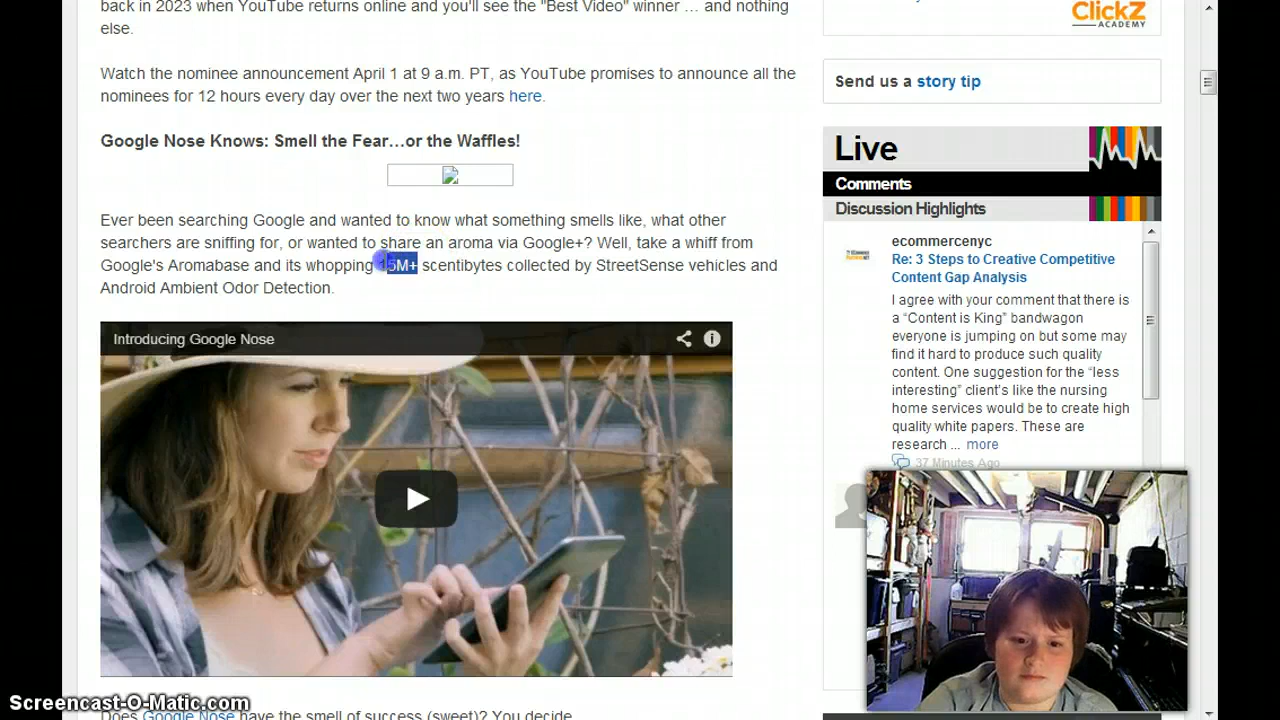 back in 2023 when YouTube returns online and you'll see the "Best Video" winner … and nothing
else.
Watch the nominee announcement April 1 at 9 a.m. PT, as YouTube promises to announce all the
nominees for 12 hours every day over the next two years here.
Google Nose Knows: Smell the Fear…or the Waffles!
Ever been searching Google and wanted to know what something smells like, what other
searchers are sniffing for, or wanted to share an aroma via Google+? Well, take a whiff from
Google's Aromabase and its whopping 15M+ scentibytes collected by StreetSense vehicles and
Android Ambient Odor Detection.
Introducing Google Nose
Does Google Nose have the smell of success (sweet)? You decide
ClickZ
ACADEMY
Send us a story tip
Live
Comments
Discussion Highlights
ecommercenyc
Re: 3 Steps to Creative Competitive
Content Gap Analysis
I agree with your comment that there is
a “Content is King” bandwagon
everyone is jumping on but some may
find it hard to produce such quality
content. One suggestion for the “less
interesting” client’s like the nursing
home services would be to create high
quality white papers. These are
research ... more
37 Minutes Ago
Screencast-O-Matic.com